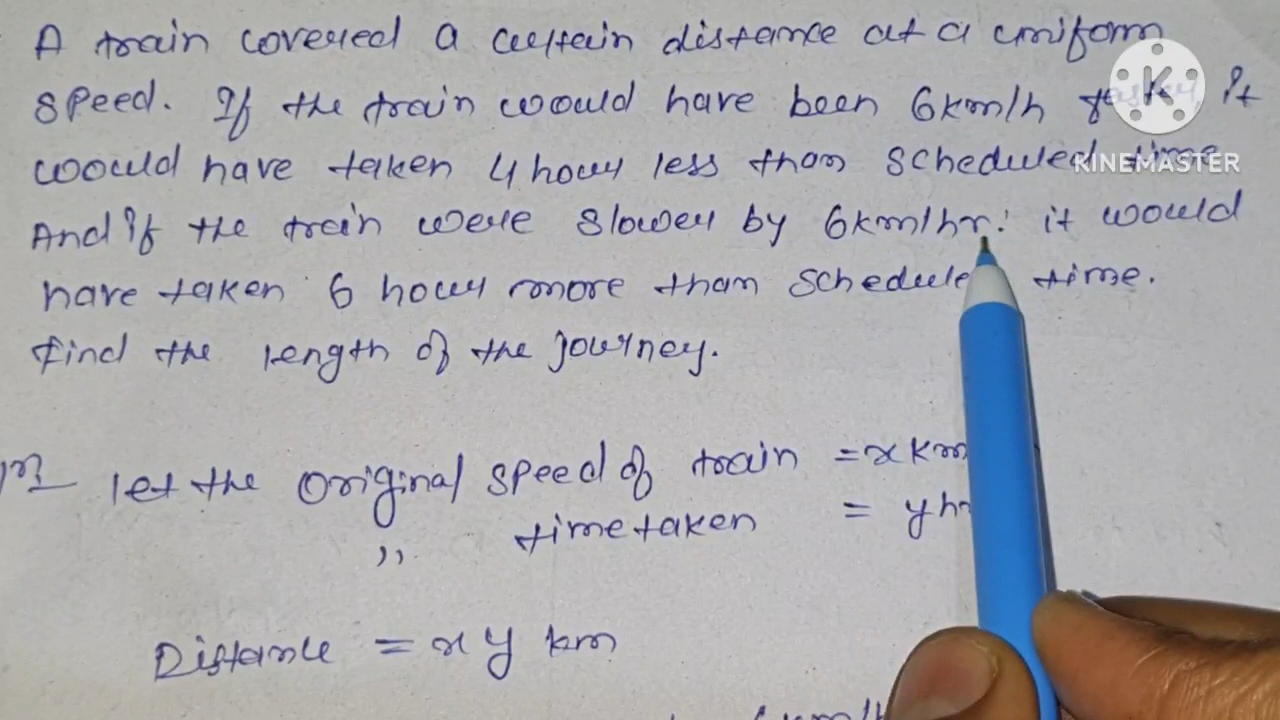 A train covered a certain distance at a uniform
speed. If the train would have been 6km/h it
would have taken 4 hour less than scheduled time
And if the train were slower by 6km/hr. it would
have taken 6 hour more than schedule time.
find the length of the journey.
let the original speed of train = x km
,, time taken = y hr
Distance = x y km
KINEMASTER